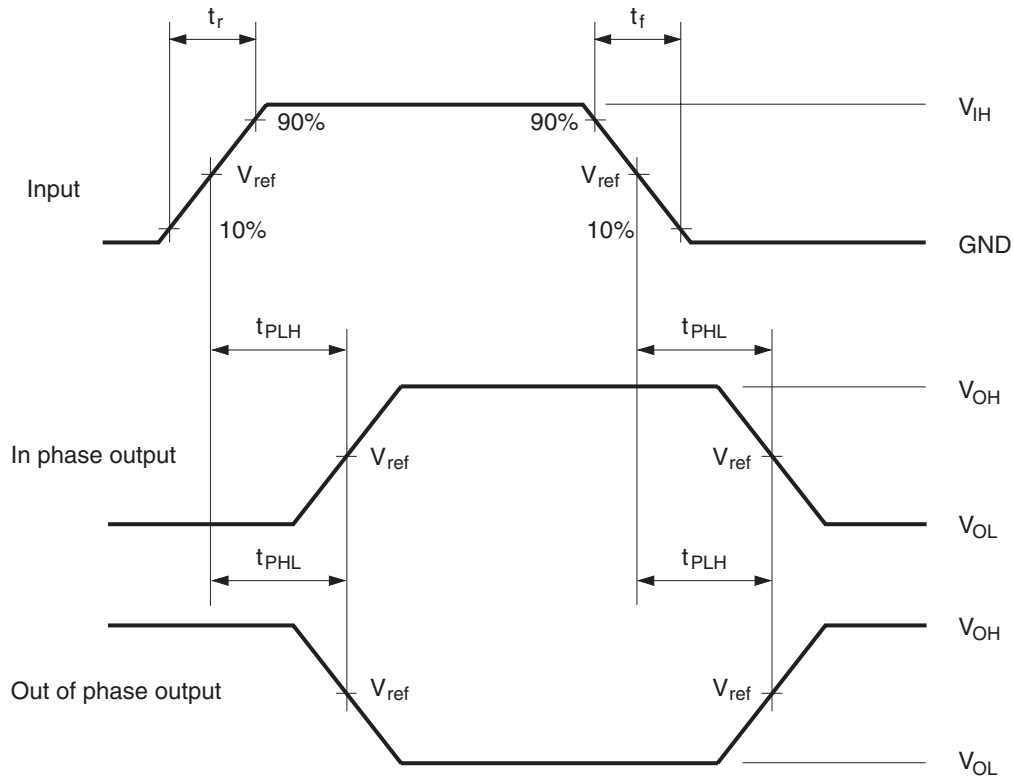 tr
tf
90%
90%
VIH
Input
Vref
Vref
10%
10%
GND
tPLH
tPHL
VOH
In phase output
Vref
Vref
VOL
tPHL
tPLH
VOH
Out of phase output
Vref
Vref
VOL